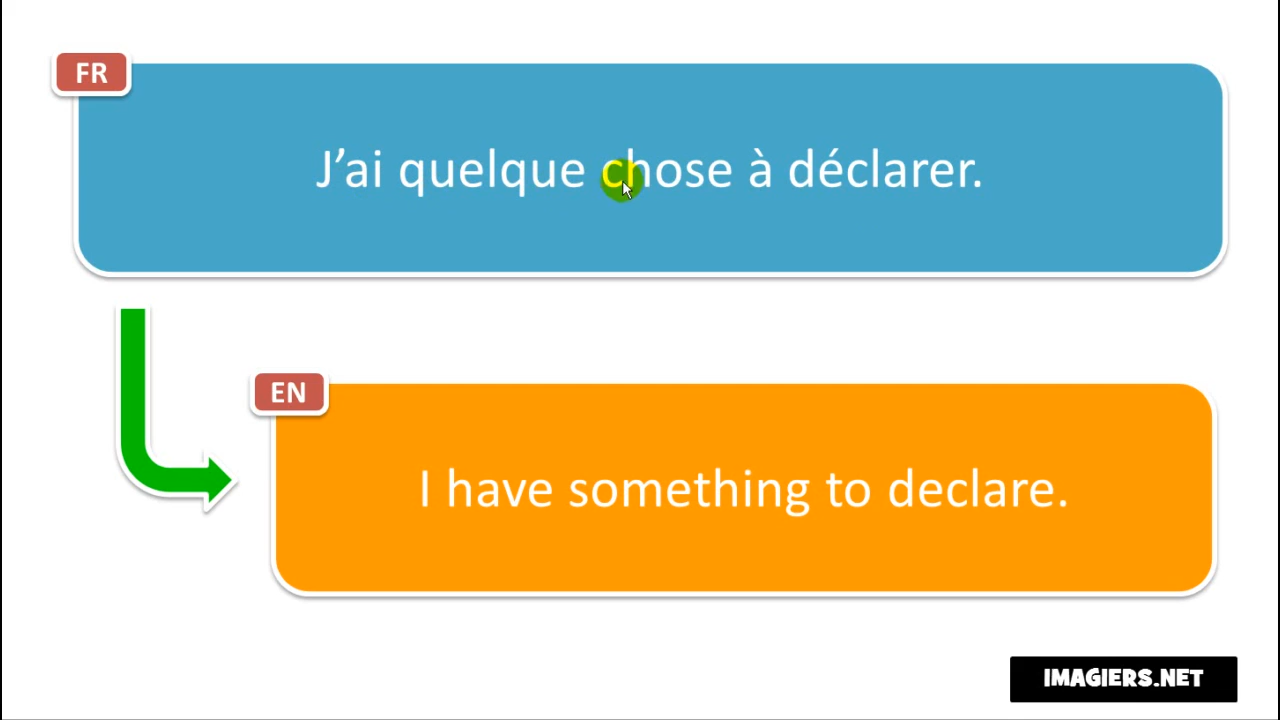 FR
J’ai quelque chose à déclarer.
EN
I have something to declare.
IMAGIERS.NET